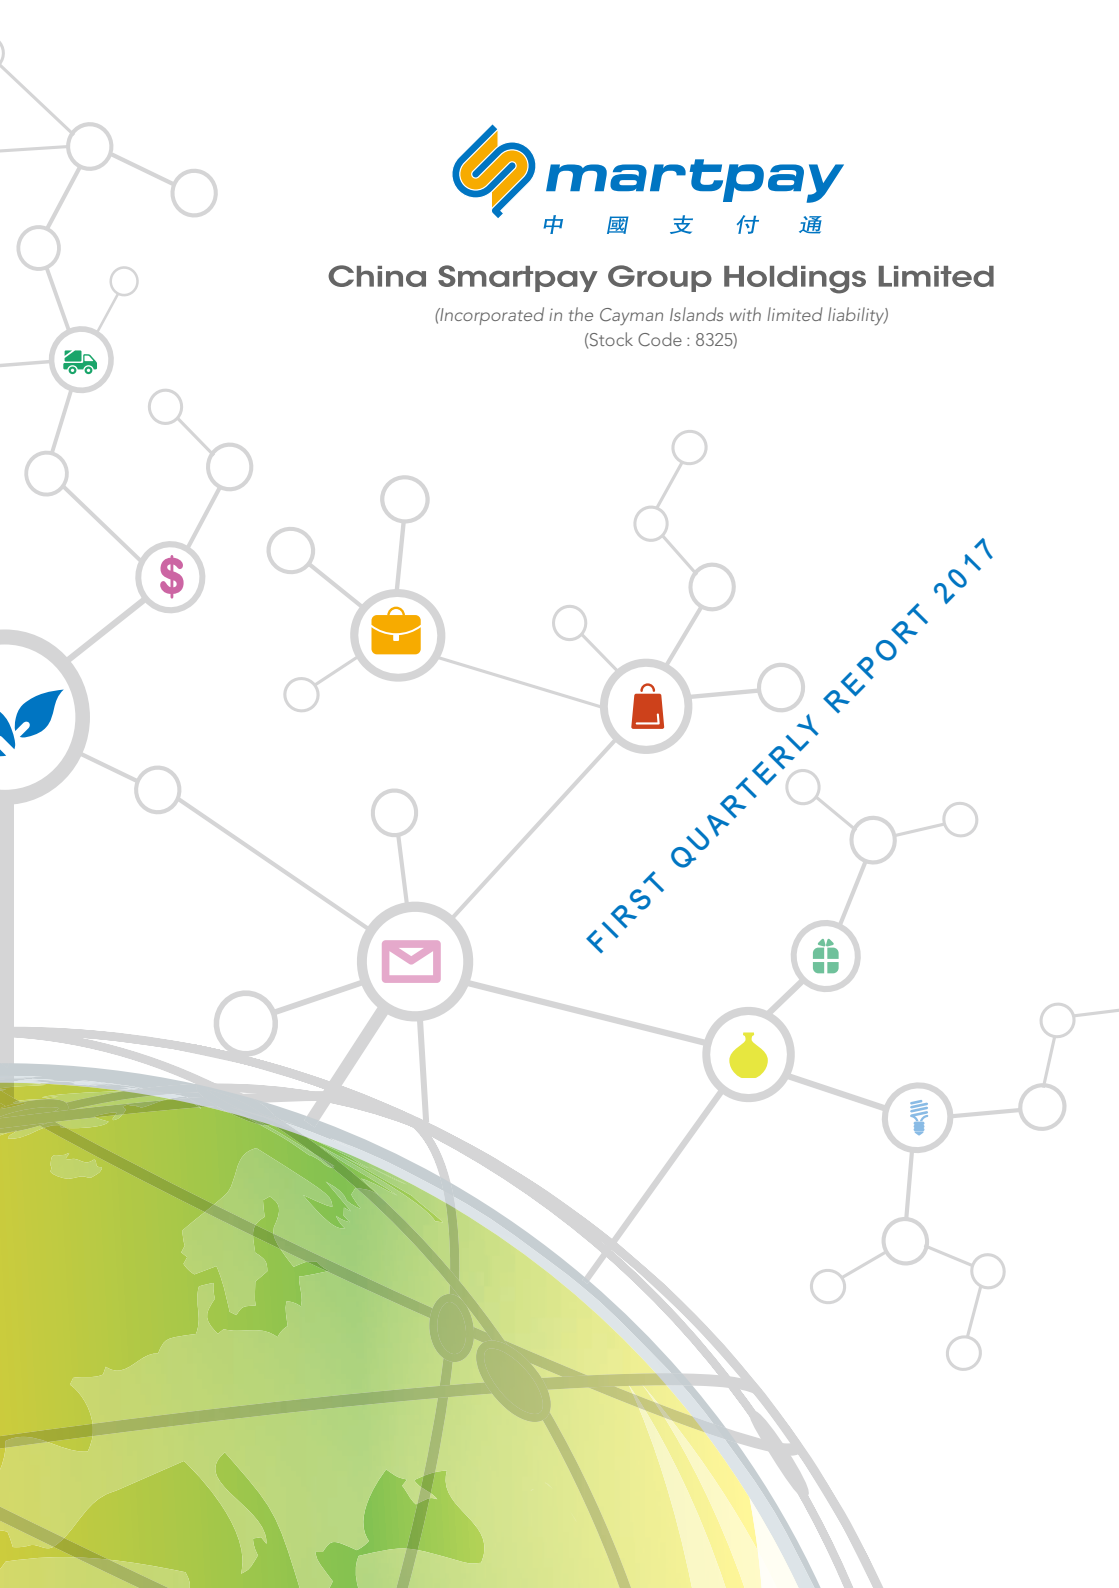 martpay
中國支付通
China Smartpay Group Holdings Limited
(Incorporated in the Cayman Islands with limited liability)
(Stock Code : 8325)
FIRST QUARTERLY REPORT 2017
$